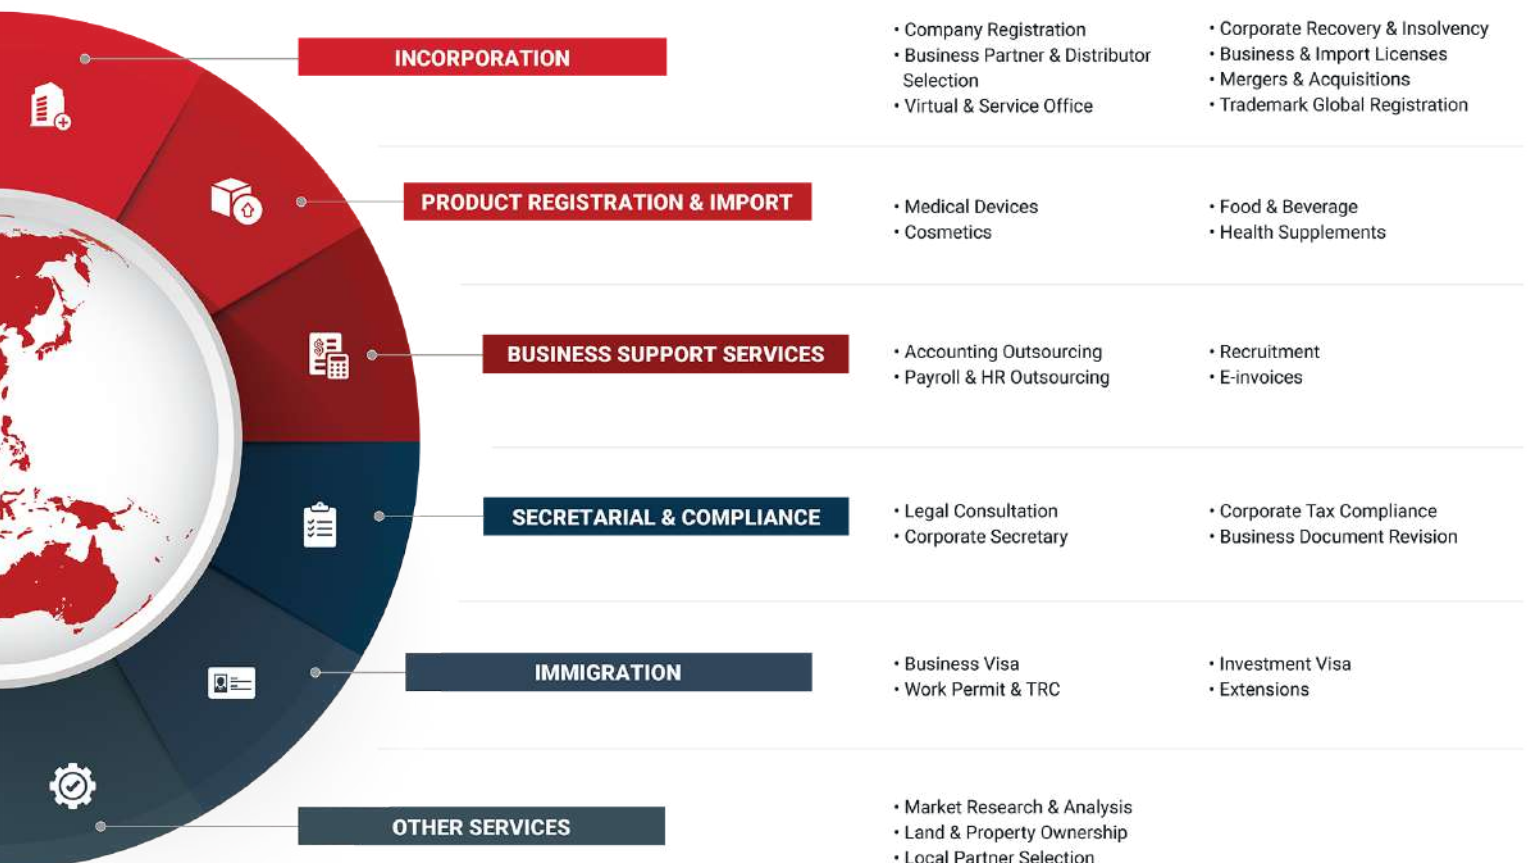 INCORPORATION
• Company Registration
• Business Partner & Distributor
Selection
• Virtual & Service Office
• Corporate Recovery & Insolvency
• Business & Import Licenses
• Mergers & Acquisitions
• Trademark Global Registration
PRODUCT REGISTRATION & IMPORT
• Medical Devices
• Cosmetics
• Food & Beverage
• Health Supplements
BUSINESS SUPPORT SERVICES
• Accounting Outsourcing
• Payroll & HR Outsourcing
• Recruitment
• E-invoices
SECRETARIAL & COMPLIANCE
• Legal Consultation
• Corporate Secretary
• Corporate Tax Compliance
• Business Document Revision
IMMIGRATION
• Business Visa
• Work Permit & TRC
• Investment Visa
• Extensions
OTHER SERVICES
• Market Research & Analysis
• Land & Property Ownership
• Local Partner Selection